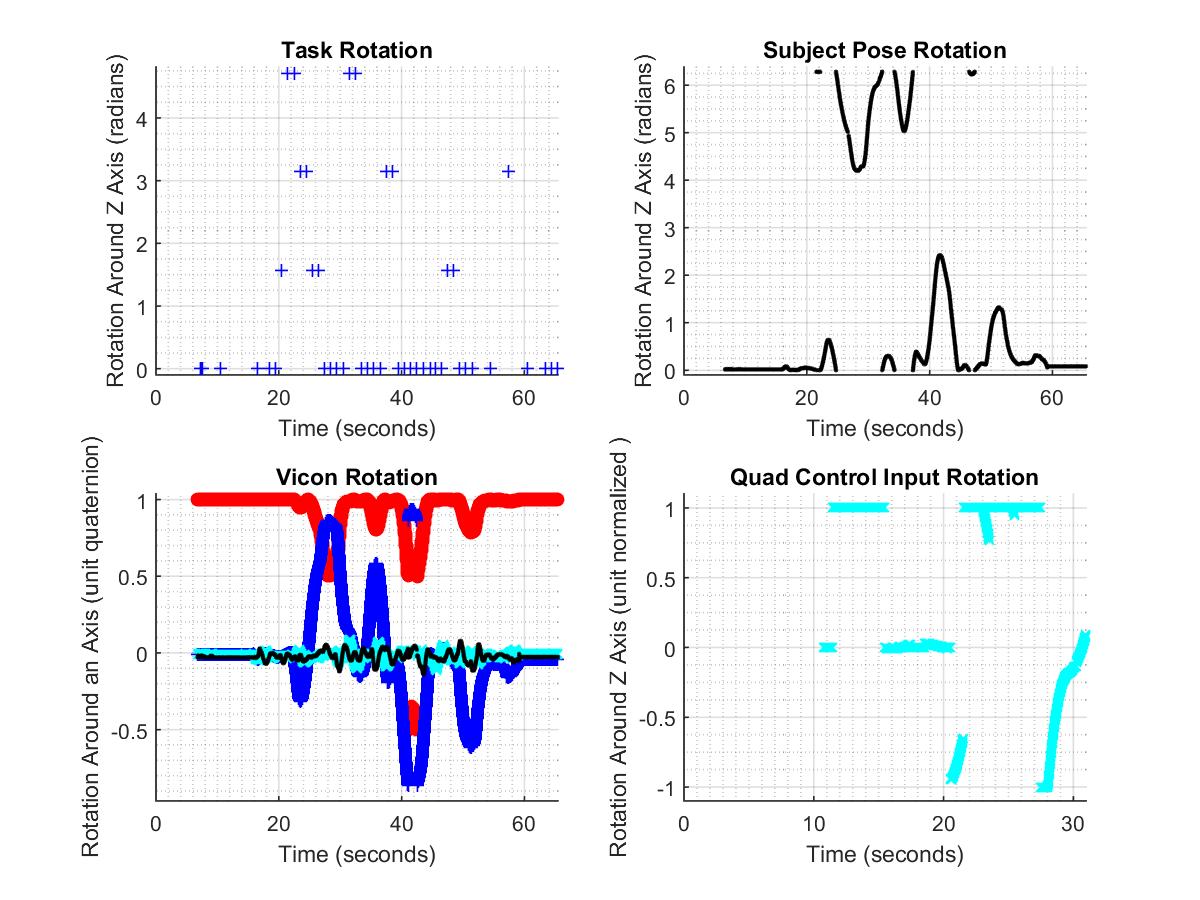 Task Rotation
Rotation Around Z Axis (radians)
4
3
2
1
0
0 20 40 60
Time (seconds)
Subject Pose Rotation
Rotation Around Z Axis (radians)
6
5
4
3
2
1
0
0 20 40 60
Time (seconds)
Vicon Rotation
Rotation Around an Axis (unit quaternion)
1
0.5
0
-0.5
0 20 40 60
Time (seconds)
Quad Control Input Rotation
Rotation Around Z Axis (unit normalized )
1
0.5
0
-0.5
-1
0 10 20 30
Time (seconds)